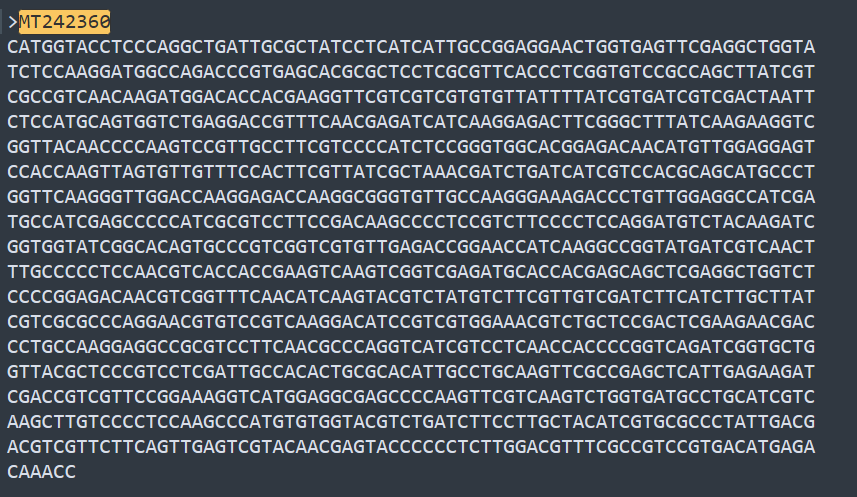 >MT242360
CATGGTACCTCCCAGGCTGATTGCGCTATCCTCATCATTGCCGGAGGAACTGGTGAGTTCGAGGCTGGTA
TCTCCAAGGATGGCCAGACCCGTGAGCACGCGCTCCTCGCGTTCACCCTCGGTGTCCGCCAGCTTATCGT
CGCCGTCAACAAGATGGACACCACGAAGGTTCGTCGTCGTGTGTTATTTTATCGTGATCGTCGACTAATT
CTCCATGCAGTGGTCTGAGGACCGTTTCAACGAGATCATCAAGGAGACTTCGGGCTTTATCAAGAAGGTC
GGTTACAACCCCAAGTCCGTTGCCTTCGTCCCCATCTCCGGGTGGCACGGAGACAACATGTTGGAGGAGT
CCACCAAGTTAGTGTTGTTTCCACTTCGTTATCGCTAAACGATCTGATCATCGTCCACGCAGCATGCCCT
GGTTCAAGGGTTGGACCAAGGAGACCAAGGCGGGTGTTGCCAAGGGAAAGACCCTGTTGGAGGCCATCGA
TGCCATCGAGCCCCCATCGCGTCCTTCCGACAAGCCCCTCCGTCTTCCCCTCCAGGATGTCTACAAGATC
GGTGGTATCGGCACAGTGCCCGTCGGTCGTGTTGAGACCGGAACCATCAAGGCCGGTATGATCGTCAACT
TTGCCCCCTCCAACGTCACCACCGAAGTCAAGTCGGTCGAGATGCACCACGAGCAGCTCGAGGCTGGTCT
CCCCGGAGACAACGTCGGTTTCAACATCAAGTACGTCTATGTCTTCGTTGTCGATCTTCATCTTGCTTAT
CGTCGCGCCCAGGAACGTGTCCGTCAAGGACATCCGTCGTGGAAACGTCTGCTCCGACTCGAAGAACGAC
CCTGCCAAGGAGGCCGCGTCCTTCAACGCCCAGGTCATCGTCCTCAACCACCCCGGTCAGATCGGTGCTG
GTTACGCTCCCGTCCTCGATTGCCACACTGCGCACATTGCCTGCAAGTTCGCCGAGCTCATTGAGAAGAT
CGACCGTCGTTCCGGAAAGGTCATGGAGGCGAGCCCCAAGTTCGTCAAGTCTGGTGATGCCTGCATCGTC
AAGCTTGTCCCCTCCAAGCCCATGTGTGGTACGTCTGATCTTCCTTGCTACATCGTGCGCCCTATTGACG
ACGTCGTTCTTCAGTTGAGTCGTACAACGAGTACCCCCCTCTTGGACGTTTCGCCGTCCGTGACATGAGA
CAAACC